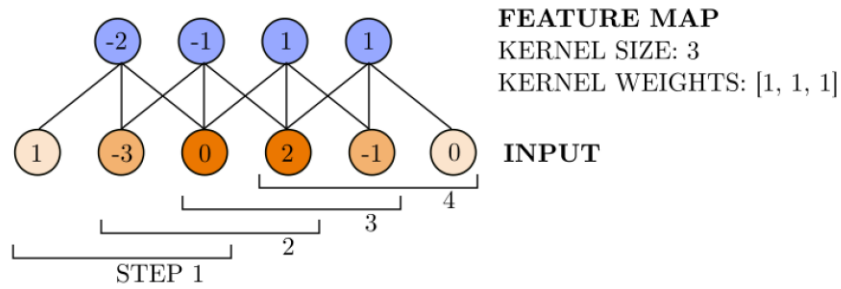 -2 -1 1 1
FEATURE MAP
KERNEL SIZE: 3
KERNEL WEIGHTS: [1, 1, 1]
1 -3 0 2 -1 0
INPUT
4
3
2
STEP 1